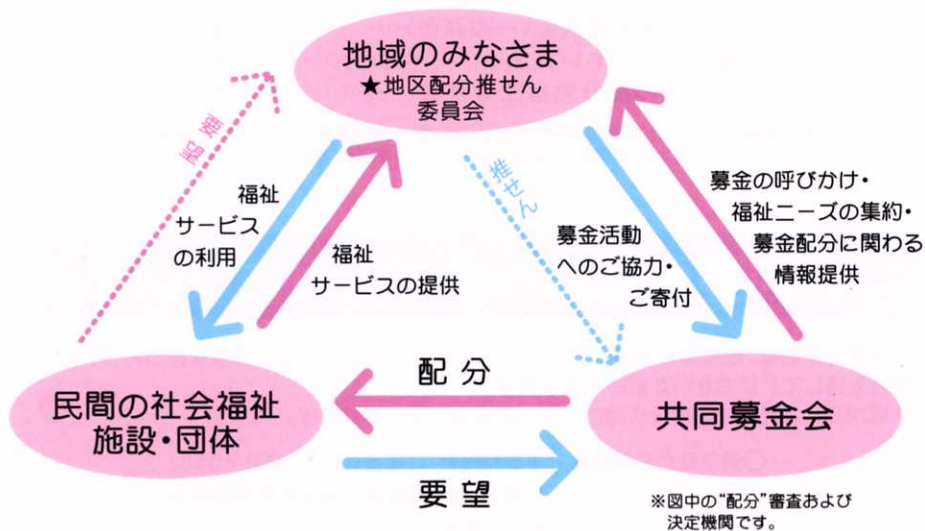 地域のみなさま
★地区配分推せん
委員会
要望
推せん
福祉
サービス
の利用
福祉
サービスの提供
募金活動
へのご協力・
ご寄付
募金の呼びかけ・
福祉ニーズの集約・
募金配分に関わる
情報提供
民間の社会福祉
施設・団体
配分
要望
共同募金会
※図中の“配分”審査および
決定機関です。